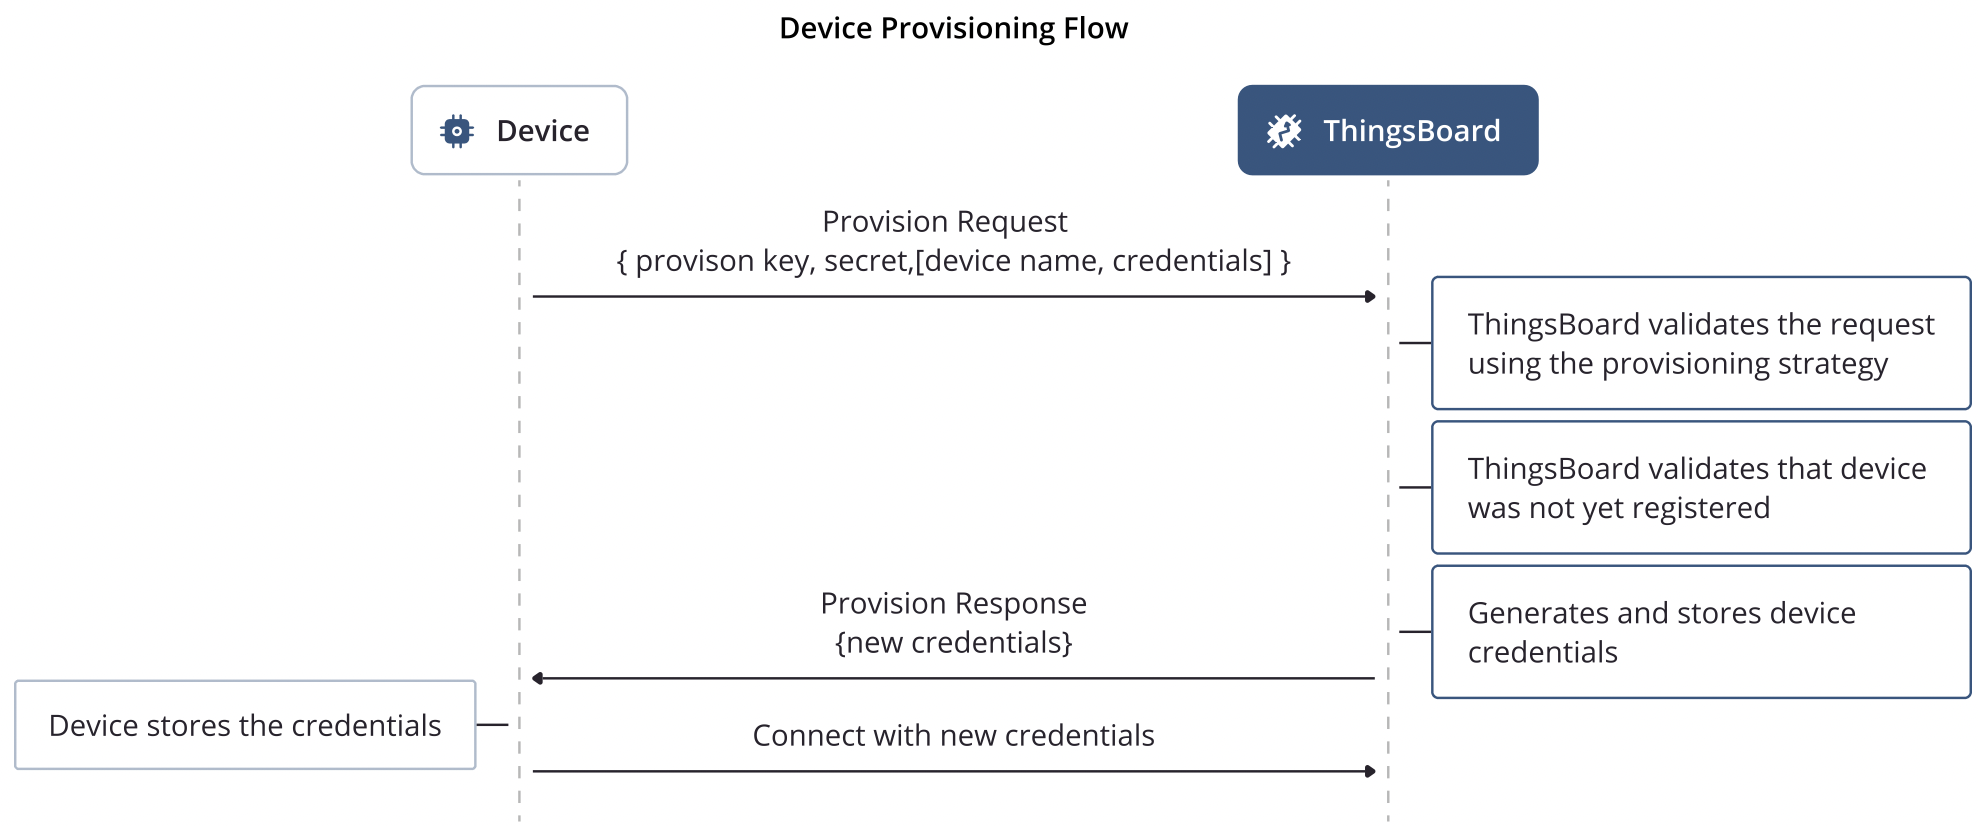 Device Provisioning Flow
Device
ThingsBoard
Provision Request
{ provison key, secret,[device name, credentials] }
ThingsBoard validates the request
using the provisioning strategy
ThingsBoard validates that device
was not yet registered
Provision Response
{new credentials}
Generates and stores device
credentials
Device stores the credentials
Connect with new credentials